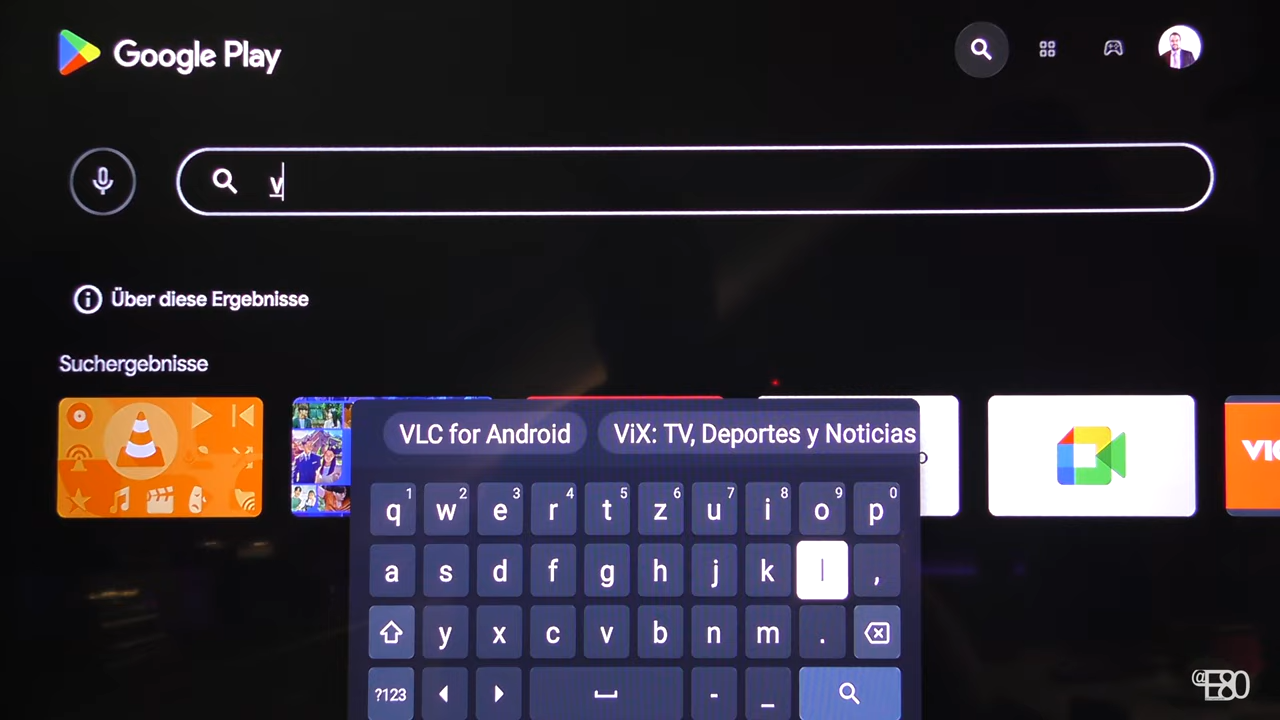 Google Play
v
Über diese Ergebnisse
Suchergebnisse
VLC for Android
ViX: TV, Deportes y Noticias
1 2 3 4 5 6 7 8 9 0
q w e r t z u i o p
a s d f g h j k l ,
y x c v b n m .
?123 - _
@E80